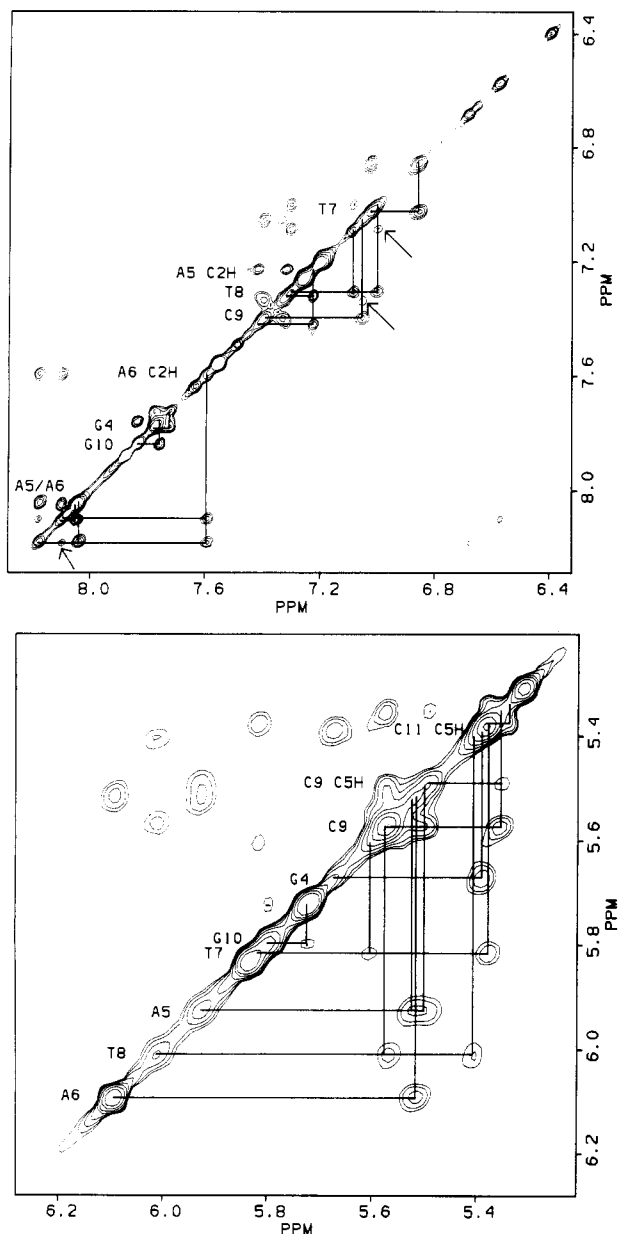 6.4
6.8
T7
7.2
PPM
A5 C2H
T8
C9
A6 C2H
7.6
G4
G10
A5/A6
8.0
8.0 7.6 7.2 6.8 6.4
PPM
5.4
C11 C5H
C9 C5H
C9
5.6
PPM
G4
G10
T7
5.8
A5
T8
6.0
A6
6.2
6.2 6.0 5.8 5.6 5.4
PPM